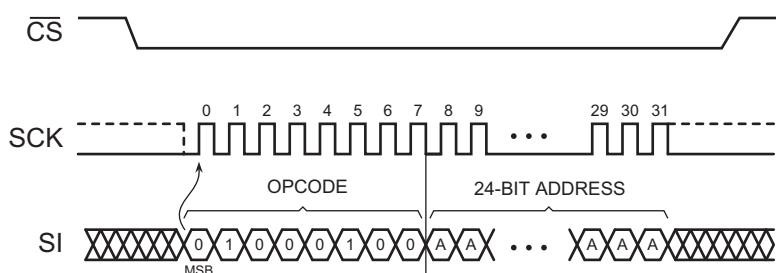 CS
0 1 2 3 4 5 6 7 8 9 29 30 31
SCK
OPCODE 24-BIT ADDRESS
SI 0 1 0 0 0 1 0 0 A A A A A
MSB